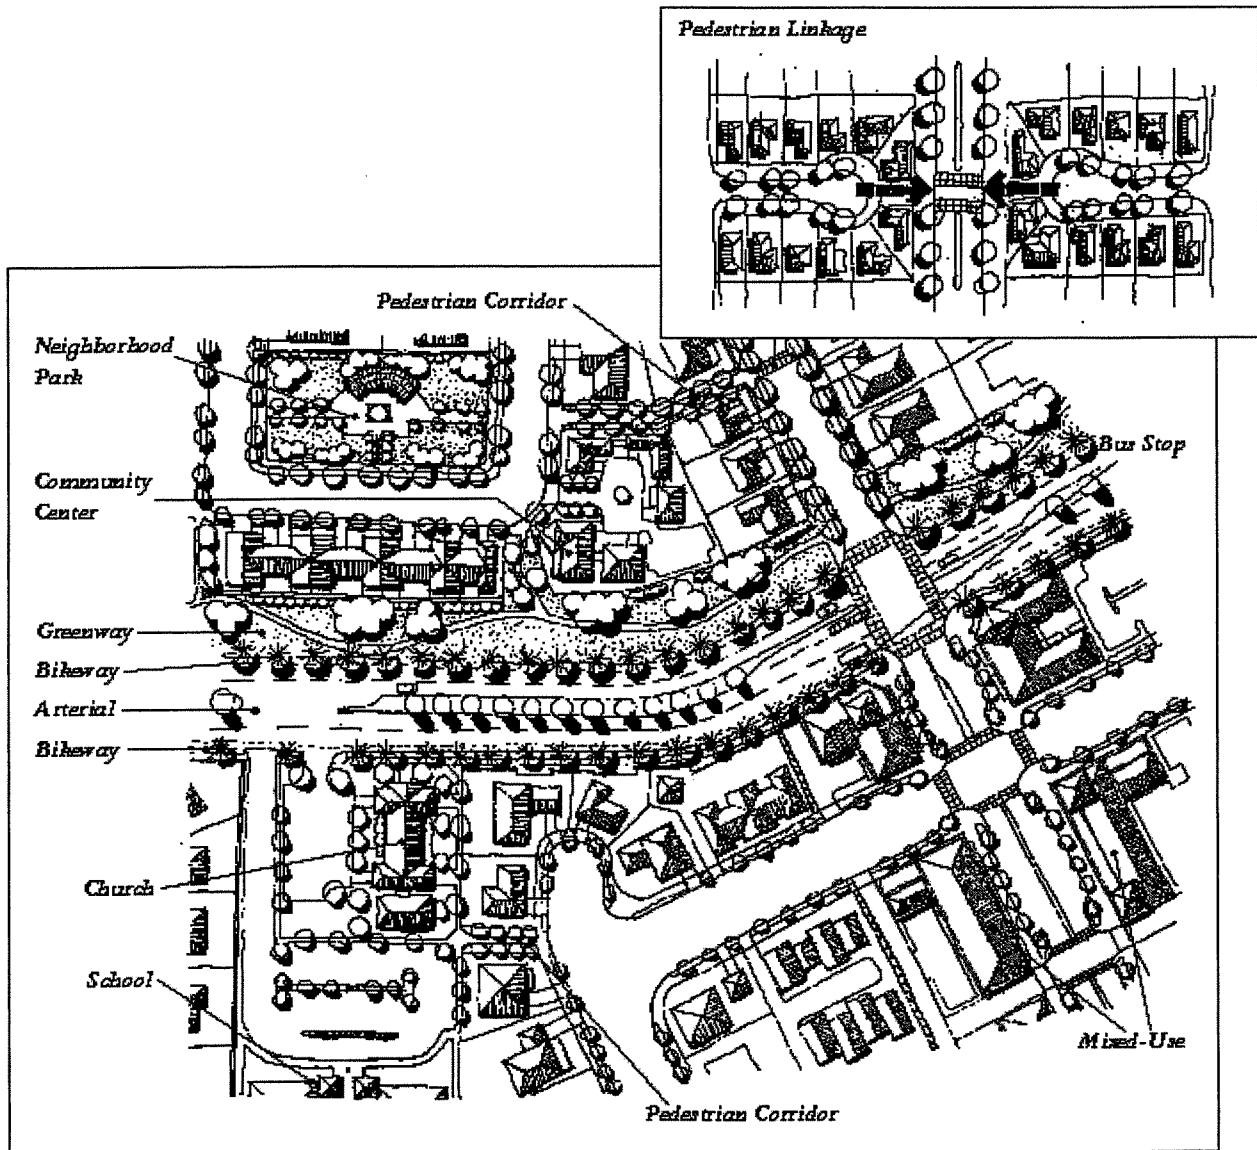 Pedestrian Linkage
Pedestrian Corridor
Neighborhood
Park
Bus Stop
Community
Center
Greenway
Bikeway
Arterial
Bikeway
Church
School
Mixed-Use
Pedestrian Corridor